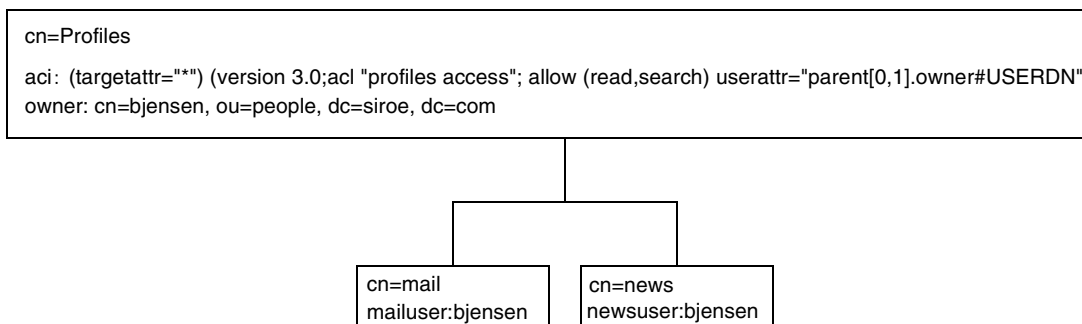 cn=Profiles
aci: (targetattr="*") (version 3.0;acl "profiles access"; allow (read,search) userattr="parent[0,1].owner#USERDN"
owner: cn=bjensen, ou=people, dc=siroe, dc=com
cn=mail
mailuser:bjensen
cn=news
newsuser:bjensen